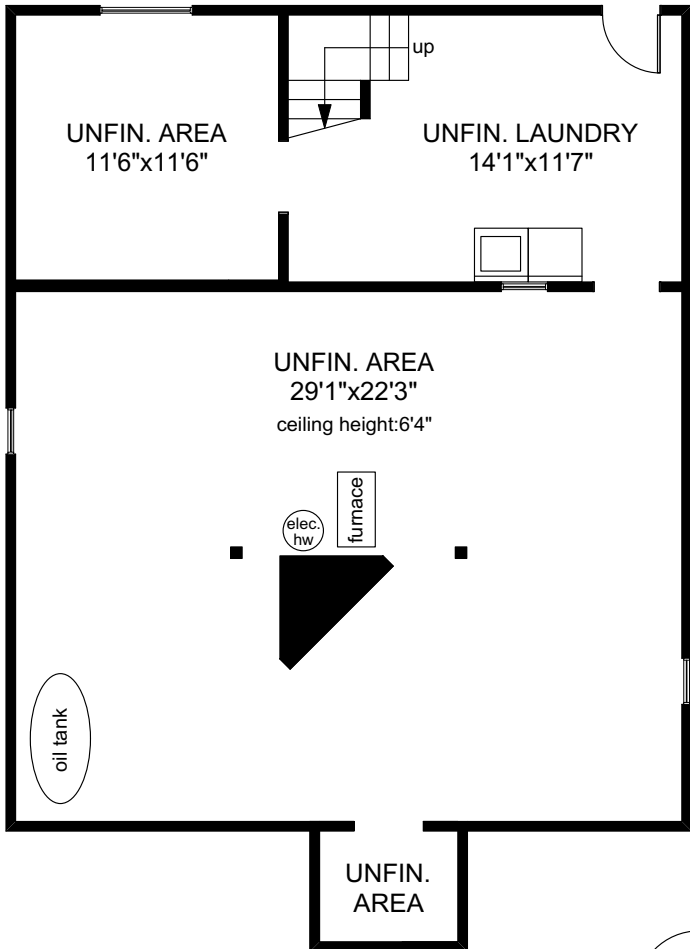 up
UNFIN. AREA
11'6"x11'6"
UNFIN. LAUNDRY
14'1"x11'7"
UNFIN. AREA
29'1"x22'3"
ceiling height:6'4"
elec.
hw
furnace
oil tank
UNFIN.
AREA